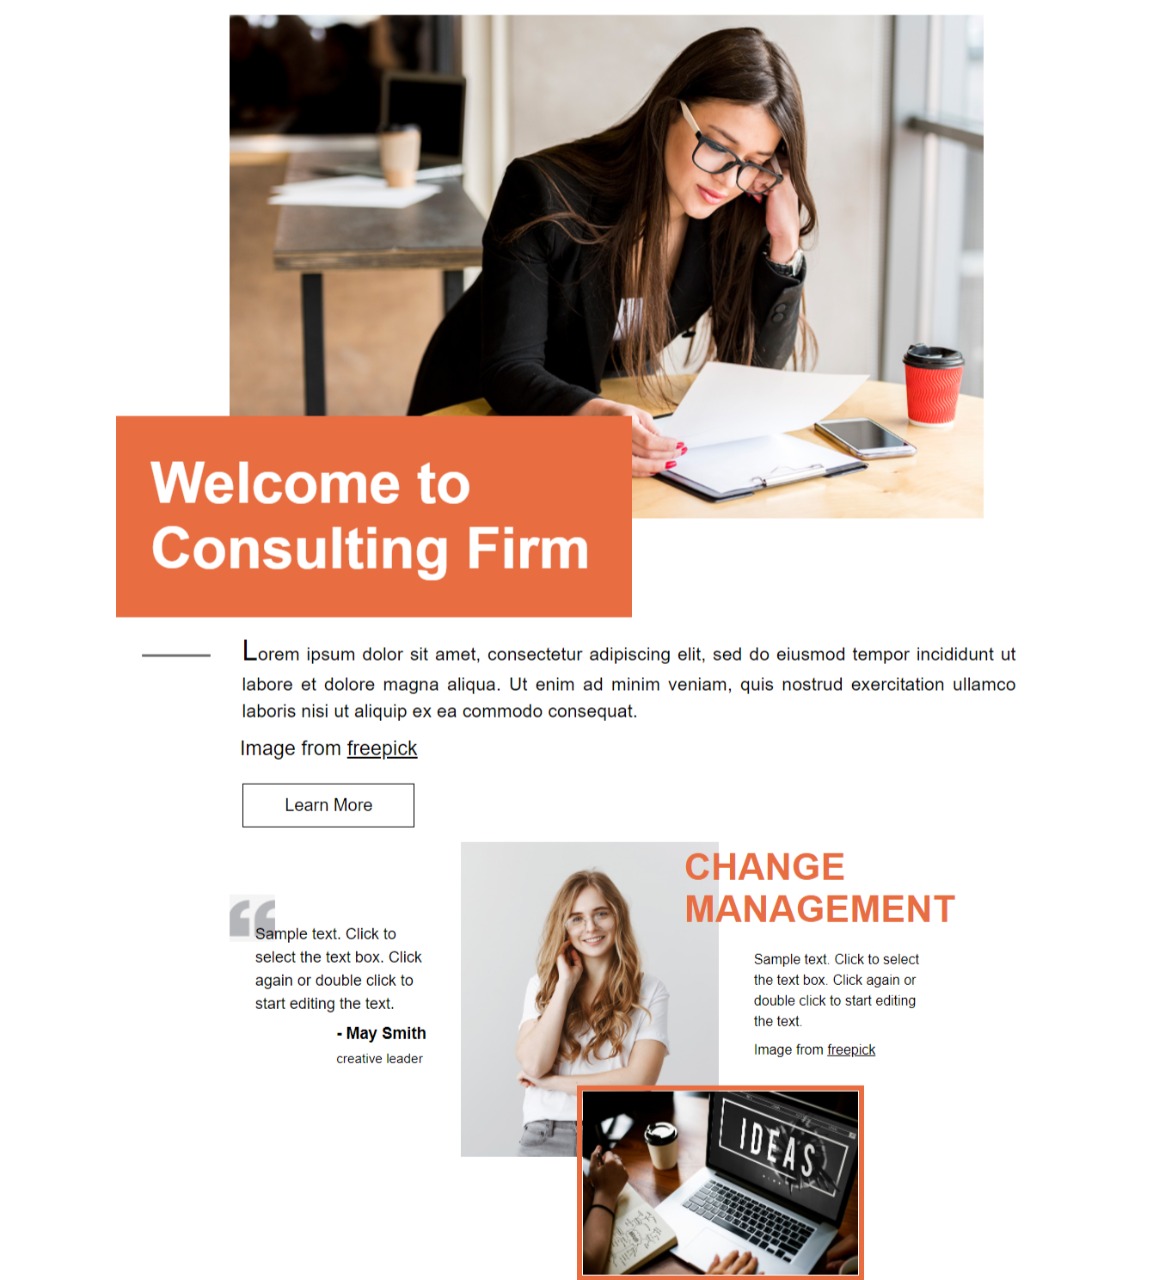 Welcome to
Consulting Firm
Lorem ipsum dolor sit amet, consectetur adipiscing elit, sed do eiusmod tempor incididunt ut
labore et dolore magna aliqua. Ut enim ad minim veniam, quis nostrud exercitation ullamco
laboris nisi ut aliquip ex ea commodo consequat.
Image from freepick
Learn More
CHANGE
MANAGEMENT
Sample text. Click to
select the text box. Click
again or double click to
start editing the text.
- May Smith
creative leader
Sample text. Click to select
the text box. Click again or
double click to start editing
the text.
Image from freepick
IDEAS